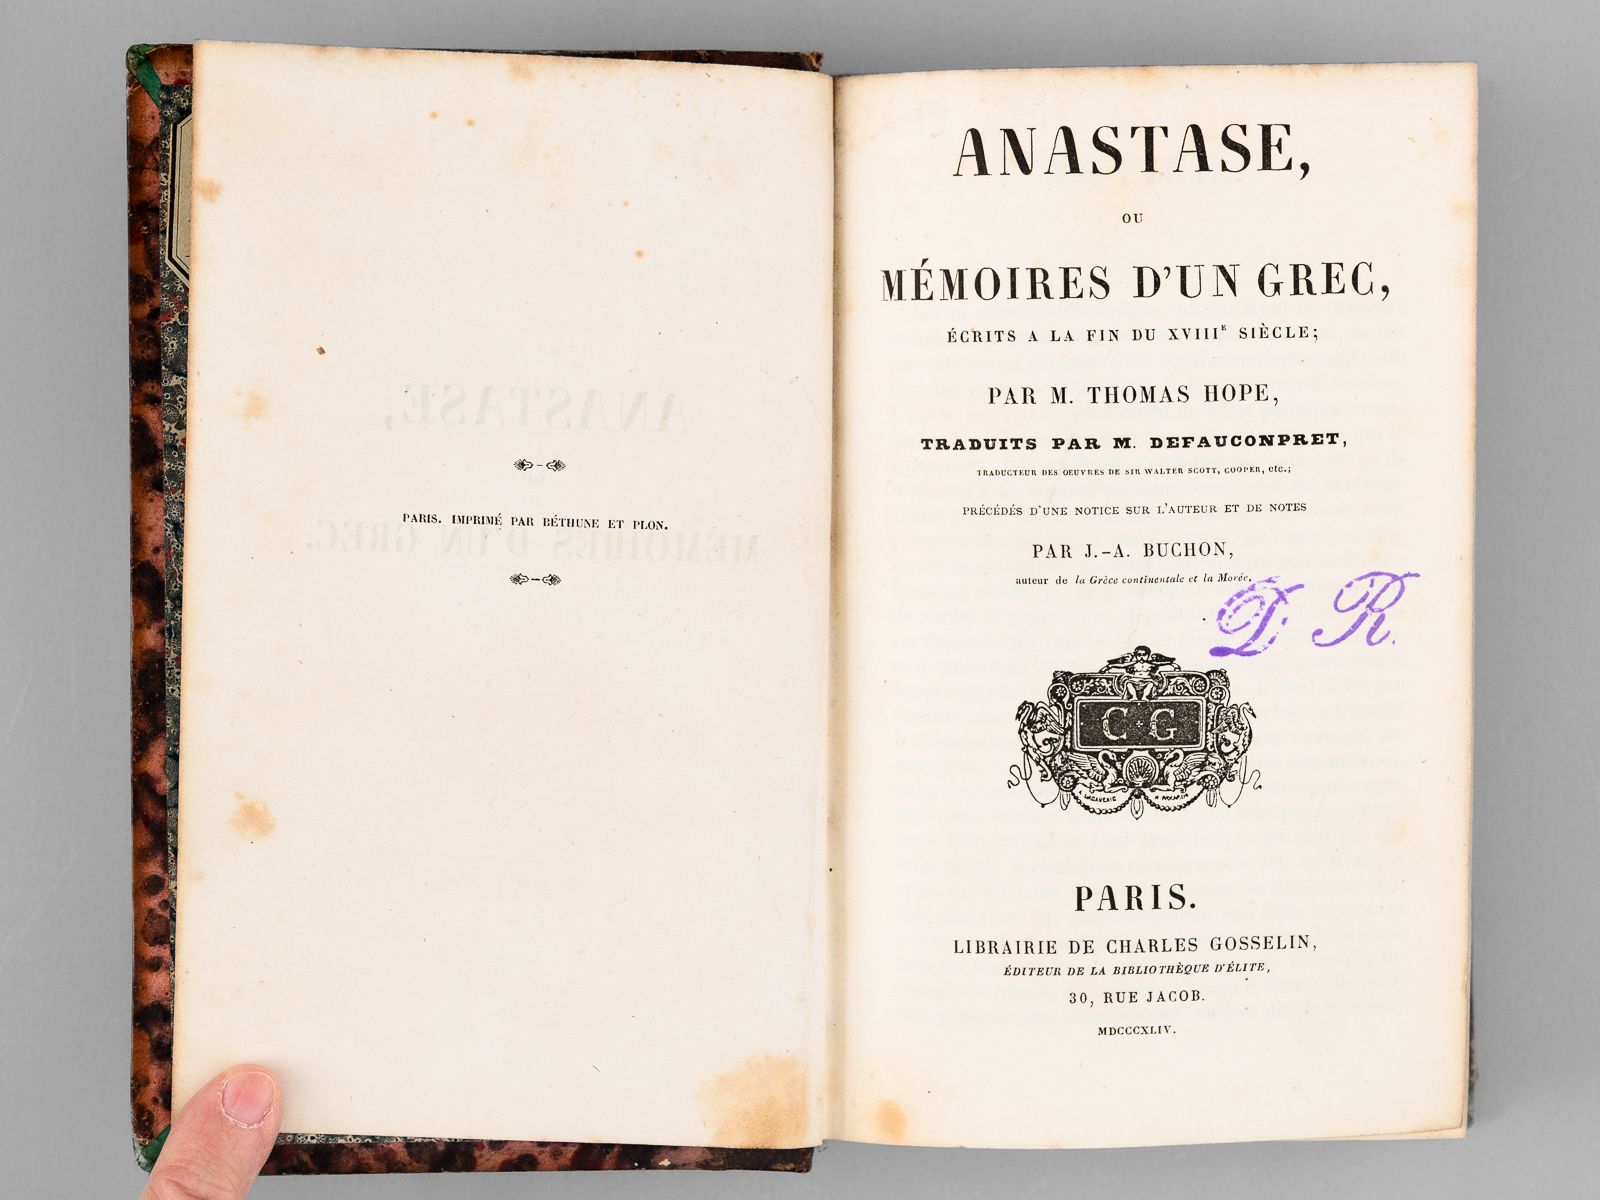 PARIS. IMPRIMÉ PAR BÉTHUNE ET PLON.
ANASTASE,
OU
MÉMOIRES D'UN GREC,
ÉCRITS A LA FIN DU XVIIIE SIÈCLE;
PAR M. THOMAS HOPE,
TRADUITS PAR M. DEFAUCONPRET,
TRADUCTEUR DES OEUVRES DE SIR WALTER SCOTT, COOPER, etc.;
PRÉCÉDÉS D'UNE NOTICE SUR L'AUTEUR ET DE NOTES
PAR J.-A. BUCHON,
auteur de la Grèce continentale et la Morée.
D R.
C G
PARIS.
LIBRAIRIE DE CHARLES GOSSELIN,
ÉDITEUR DE LA BIBLIOTHÈQUE D'ÉLITE,
30, RUE JACOB.
MDCCCXLIV.